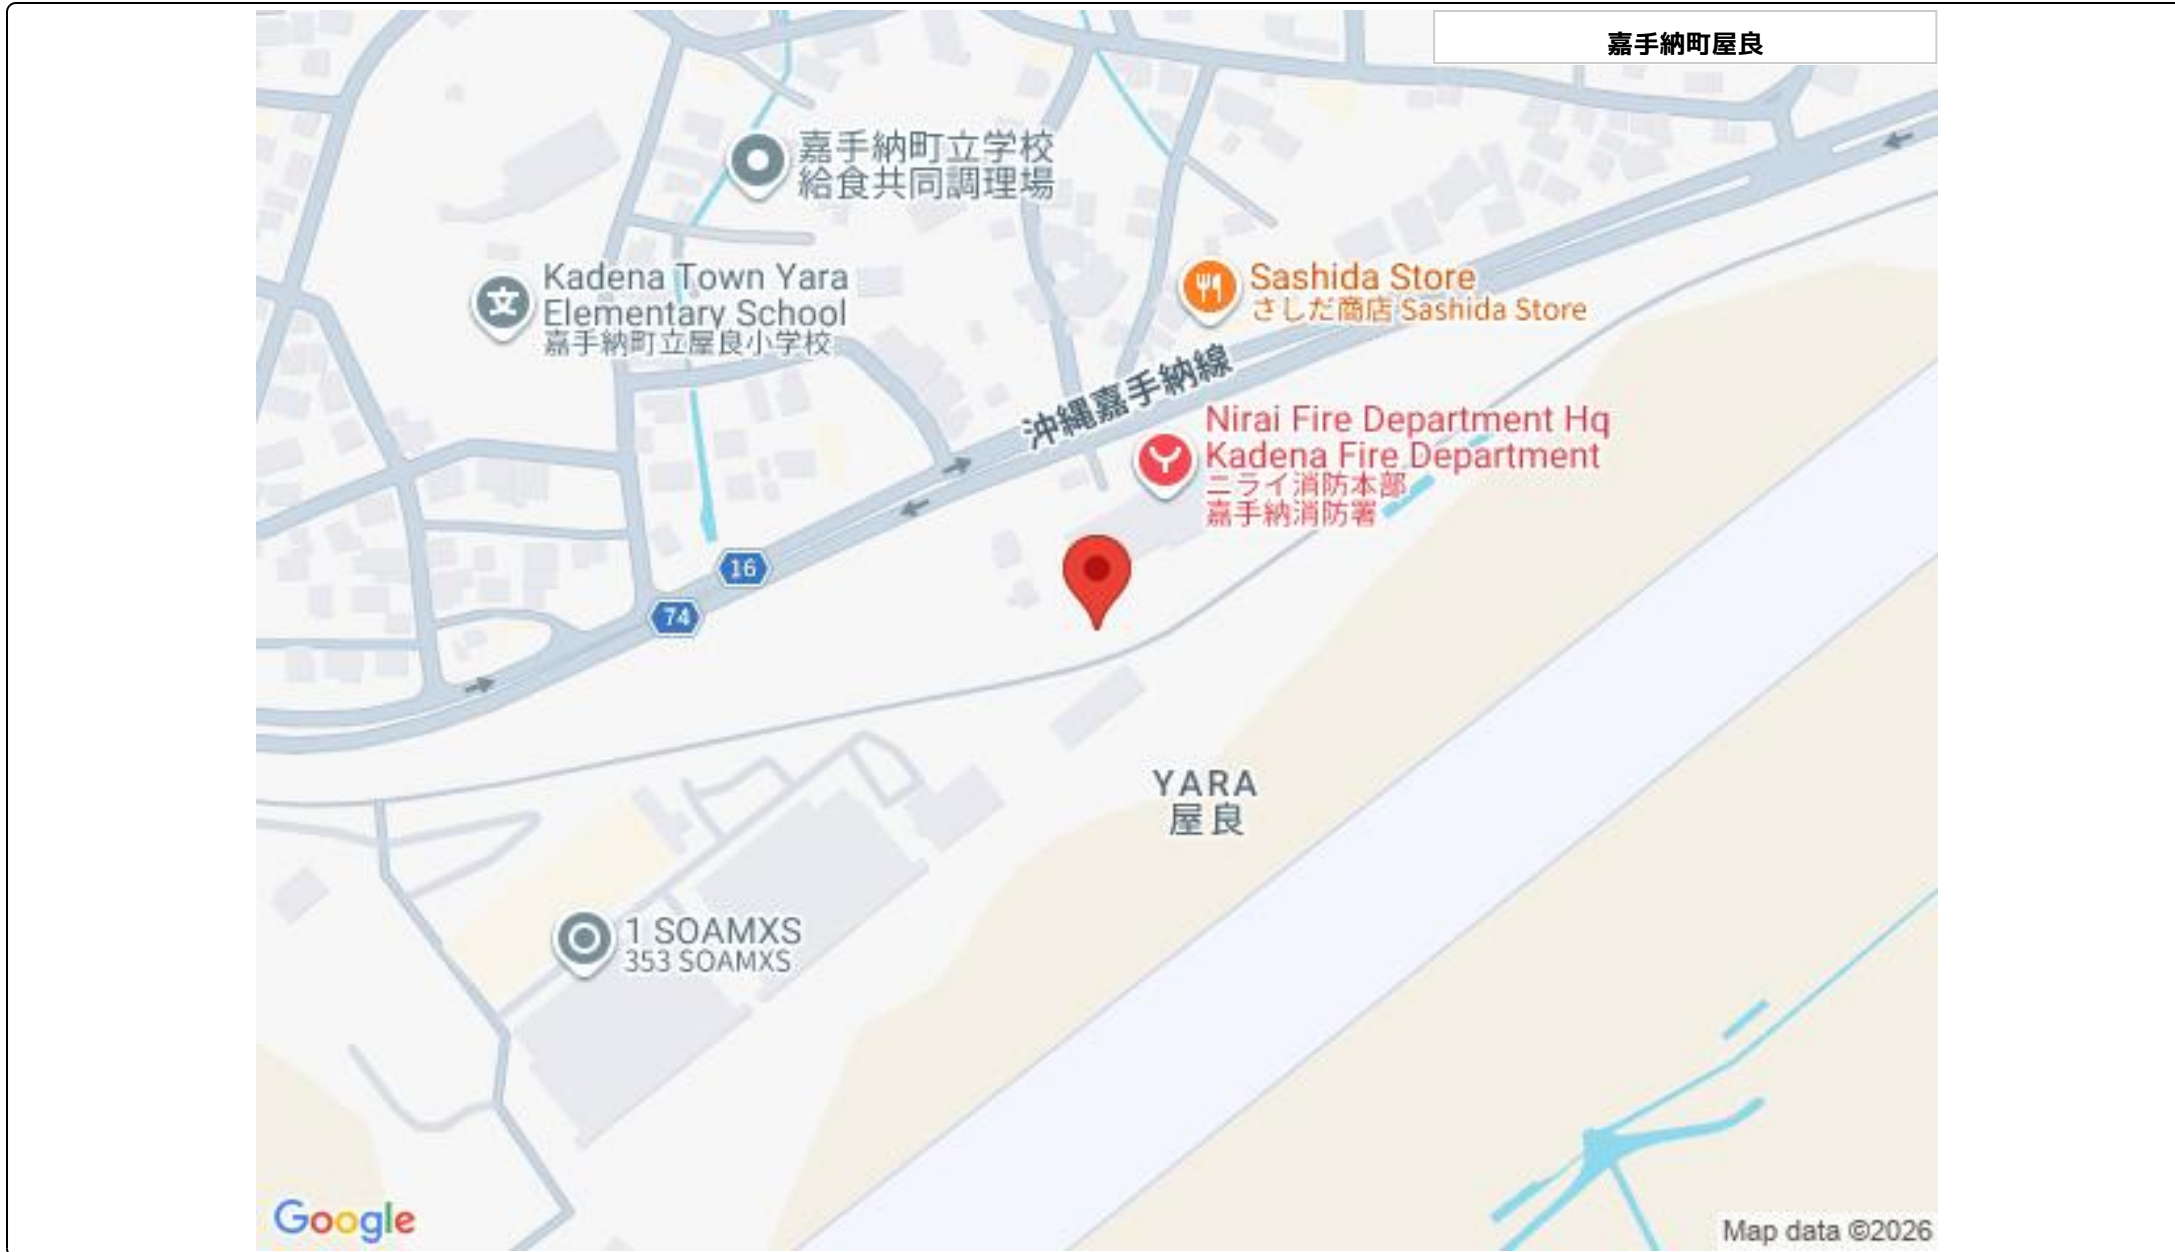 嘉手納町屋良
嘉手納町立学校
給食共同調理場
Kadena Town Yara
Elementary School
嘉手納町立屋良小学校
Sashida Store
さしだ商店 Sashida Store
沖縄嘉手納線
Nirai Fire Department Hq
Kadena Fire Department
ニライ消防本部
嘉手納消防署
16
74
YARA
屋良
1 SOAMXS
353 SOAMXS
Google
Map data ©2026